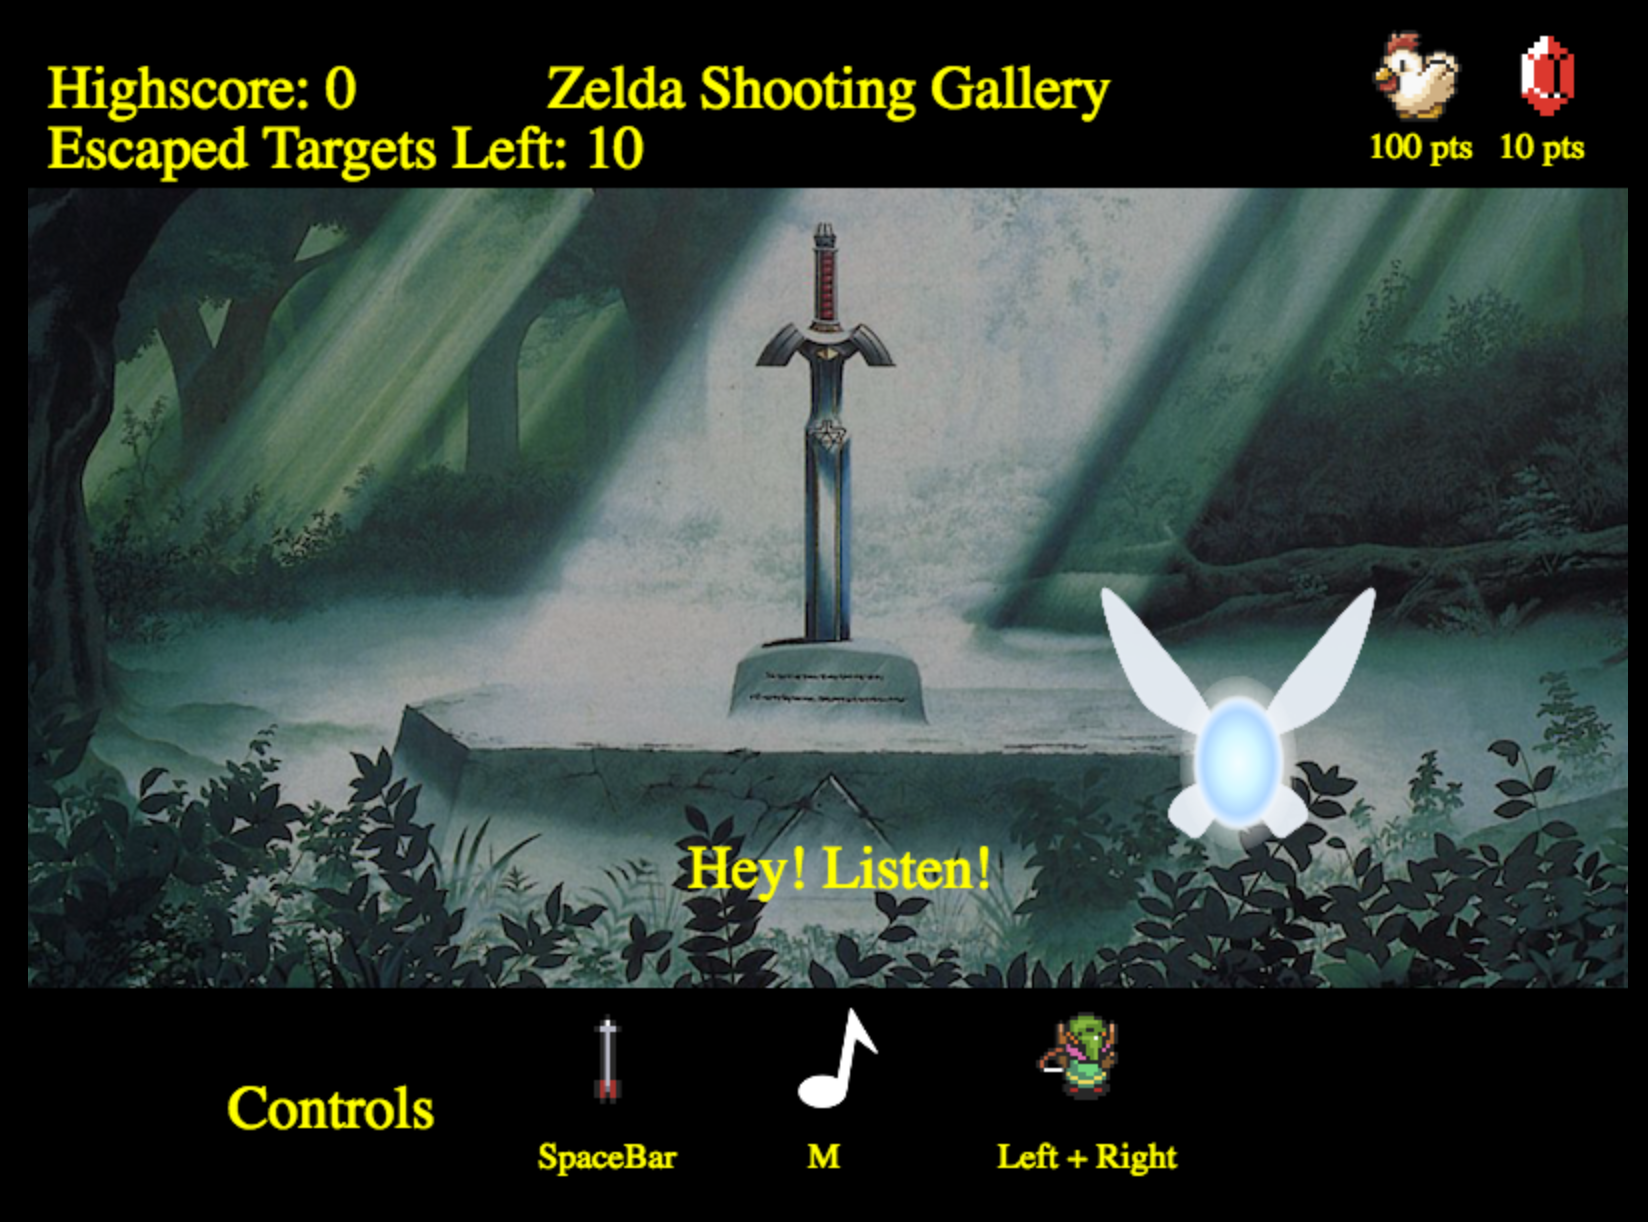 Highscore: 0
Zelda Shooting Gallery
Escaped Targets Left: 10
100 pts
10 pts
Hey! Listen!
Controls
SpaceBar
M
Left + Right